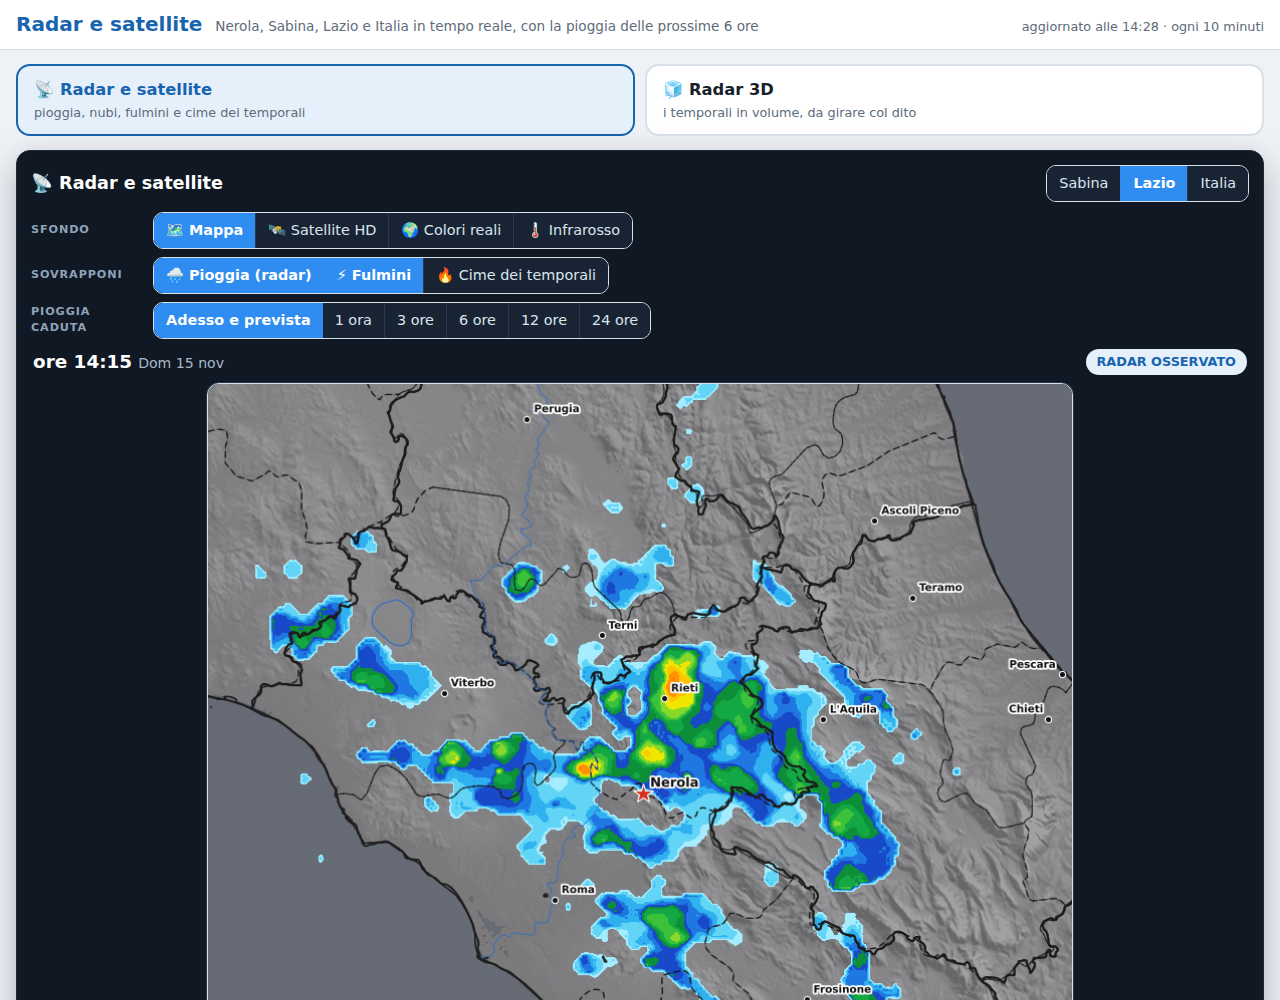 Radar e satellite Nerola, Sabina, Lazio e Italia in tempo reale, con la pioggia delle prossime 6 ore aggiornato alle 14:28 · ogni 10 minuti
Radar e satellite
pioggia, nubi, fulmini e cime dei temporali
Radar 3D
i temporali in volume, da girare col dito
Radar e satellite
Sabina Lazio Italia
SFONDO Mappa Satellite HD Colori reali Infrarosso
SOVRAPPONI Pioggia (radar) Fulmini Cime dei temporali
PIOGGIA
CADUTA
Adesso e prevista 1 ora 3 ore 6 ore 12 ore 24 ore
ore 14:15 Dom 15 nov RADAR OSSERVATO
Perugia
Ascoli Piceno
Teramo
Terni
Pescara
Viterbo
Rieti
L'Aquila
Chieti
Nerola
Roma
Frosinone